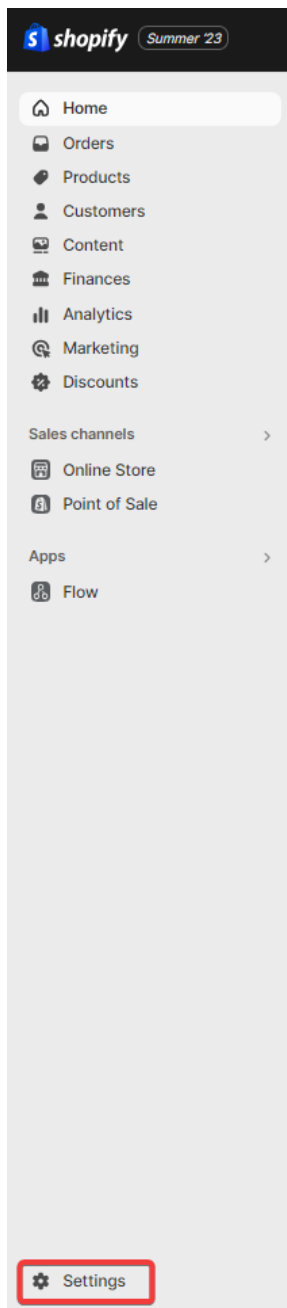 shopify Summer '23
Home
Orders
Products
Customers
Content
Finances
Analytics
Marketing
Discounts
Sales channels
Online Store
Point of Sale
Apps
Flow
Settings